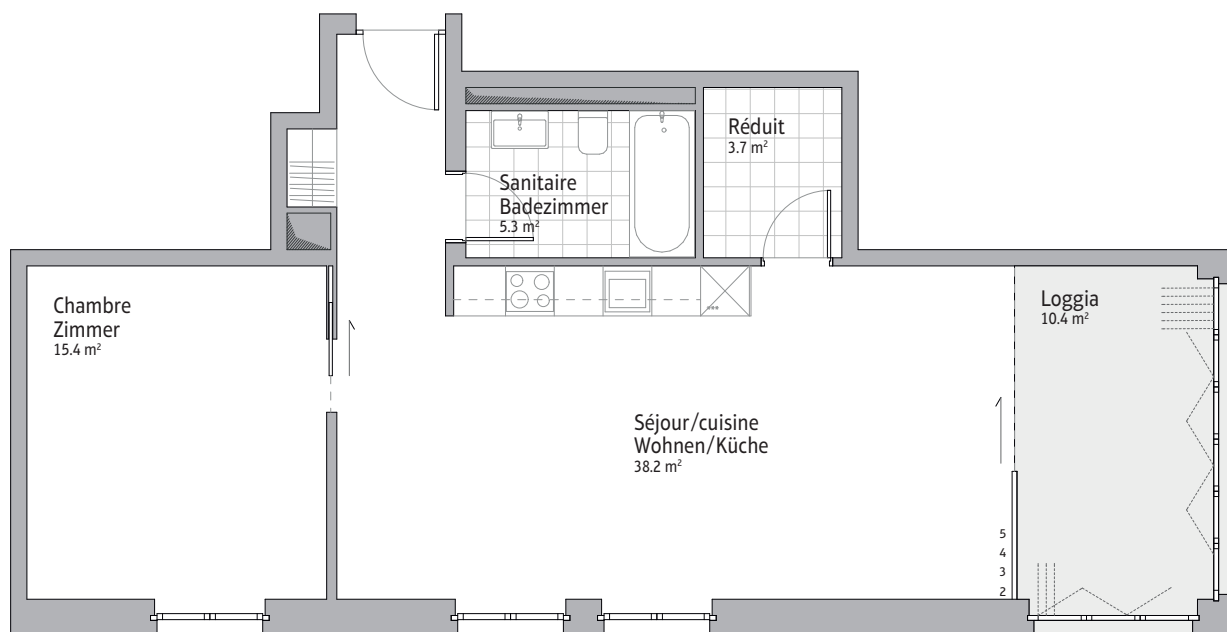 Réduit
3.7 m²
Sanitaire
Badezimmer
5.3 m²
Chambre
Zimmer
15.4 m²
Loggia
10.4 m²
***
Séjour/cuisine
Wohnen/Küche
38.2 m²
5
4
3
2